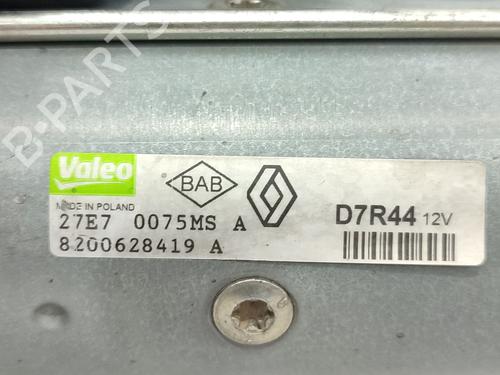 B-PARTS
Valeo
MADE IN POLAND
BAB
27E7 0075MS A
8200628419 A
D7R44 12V